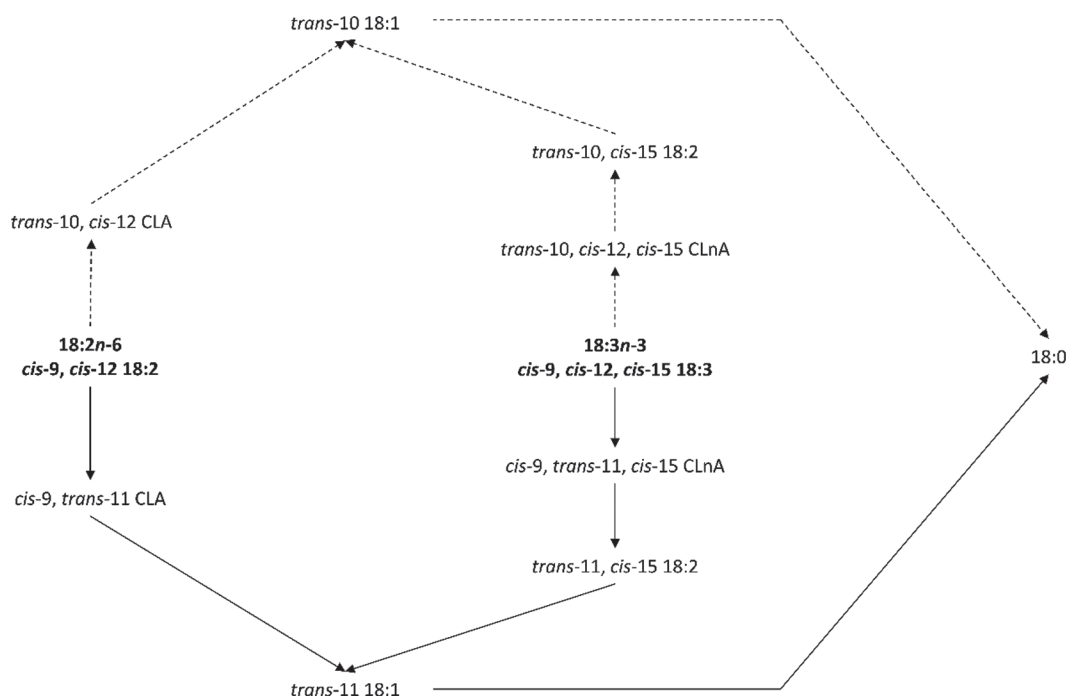 trans-10 18:1
trans-10, cis-15 18:2
trans-10, cis-12 CLA
trans-10, cis-12, cis-15 CLnA
18:2n-6
cis-9, cis-12 18:2
18:3n-3
cis-9, cis-12, cis-15 18:3
18:0
cis-9, trans-11, cis-15 CLnA
cis-9, trans-11 CLA
trans-11, cis-15 18:2
trans-11 18:1